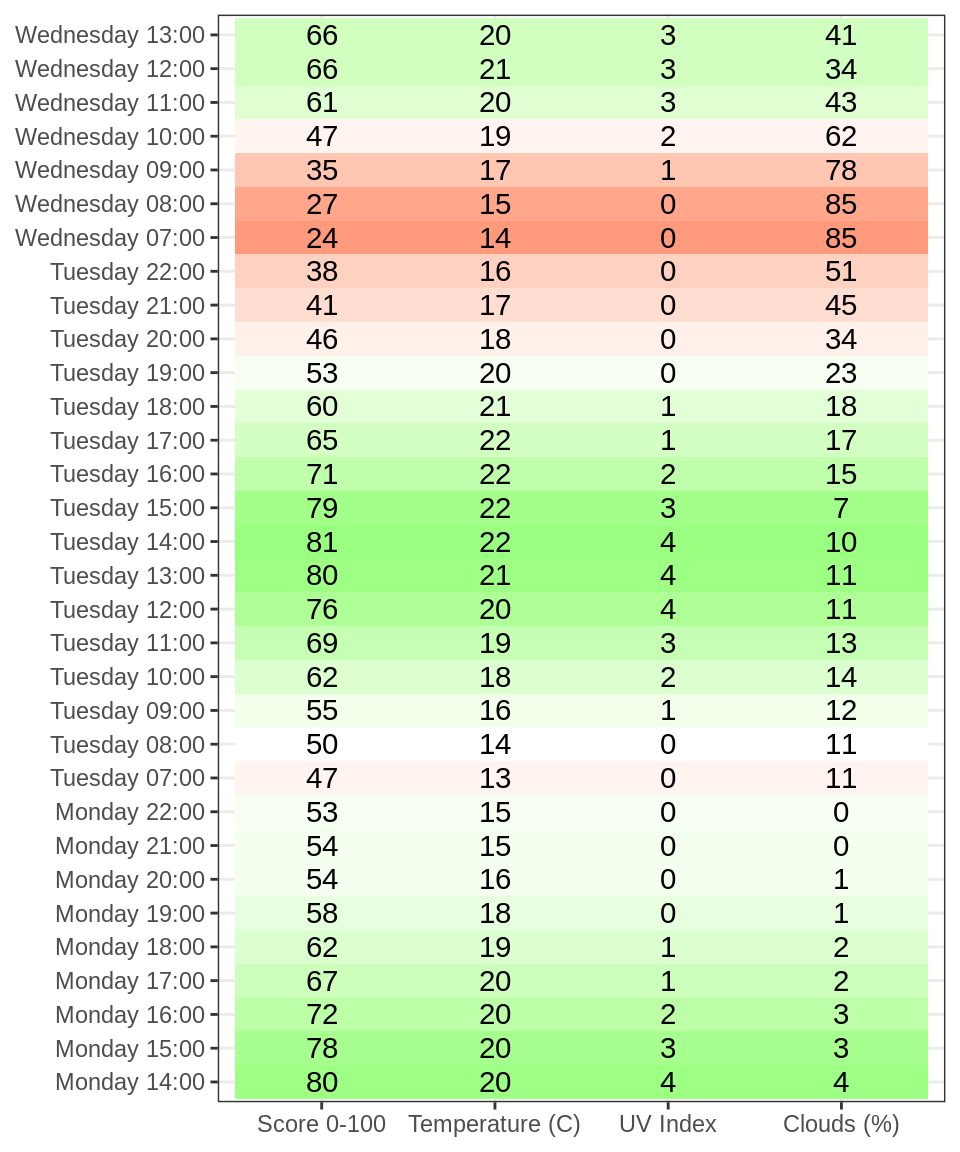 Wednesday 13:00 66 20 3 41
Wednesday 12:00 66 21 3 34
Wednesday 11:00 61 20 3 43
Wednesday 10:00 47 19 2 62
Wednesday 09:00 35 17 1 78
Wednesday 08:00 27 15 0 85
Wednesday 07:00 24 14 0 85
Tuesday 22:00 38 16 0 51
Tuesday 21:00 41 17 0 45
Tuesday 20:00 46 18 0 34
Tuesday 19:00 53 20 0 23
Tuesday 18:00 60 21 1 18
Tuesday 17:00 65 22 1 17
Tuesday 16:00 71 22 2 15
Tuesday 15:00 79 22 3 7
Tuesday 14:00 81 22 4 10
Tuesday 13:00 80 21 4 11
Tuesday 12:00 76 20 4 11
Tuesday 11:00 69 19 3 13
Tuesday 10:00 62 18 2 14
Tuesday 09:00 55 16 1 12
Tuesday 08:00 50 14 0 11
Tuesday 07:00 47 13 0 11
Monday 22:00 53 15 0 0
Monday 21:00 54 15 0 0
Monday 20:00 54 16 0 1
Monday 19:00 58 18 0 1
Monday 18:00 62 19 1 2
Monday 17:00 67 20 1 2
Monday 16:00 72 20 2 3
Monday 15:00 78 20 3 3
Monday 14:00 80 20 4 4
Score 0-100 Temperature (C) UV Index Clouds (%)